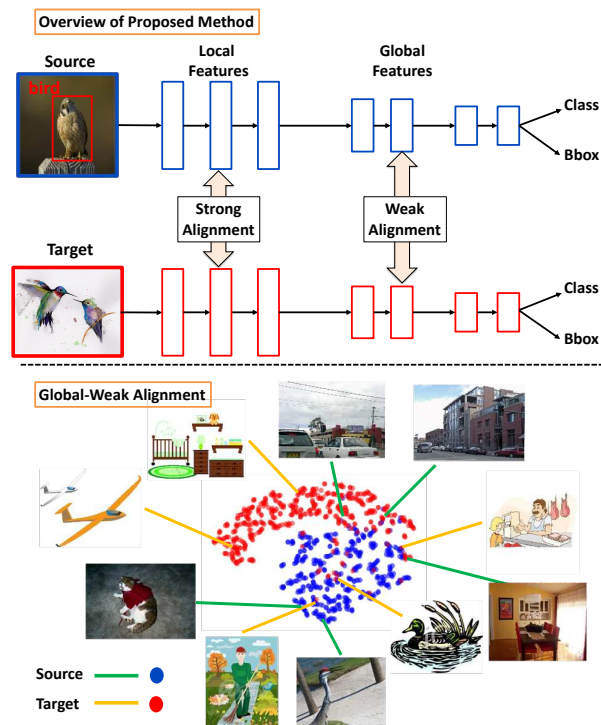 Overview of Proposed Method
Source
Local
Features
Global
Features
bird
Class
Bbox
Strong
Alignment
Weak
Alignment
Target
Class
Bbox
Global-Weak Alignment
Source
Target